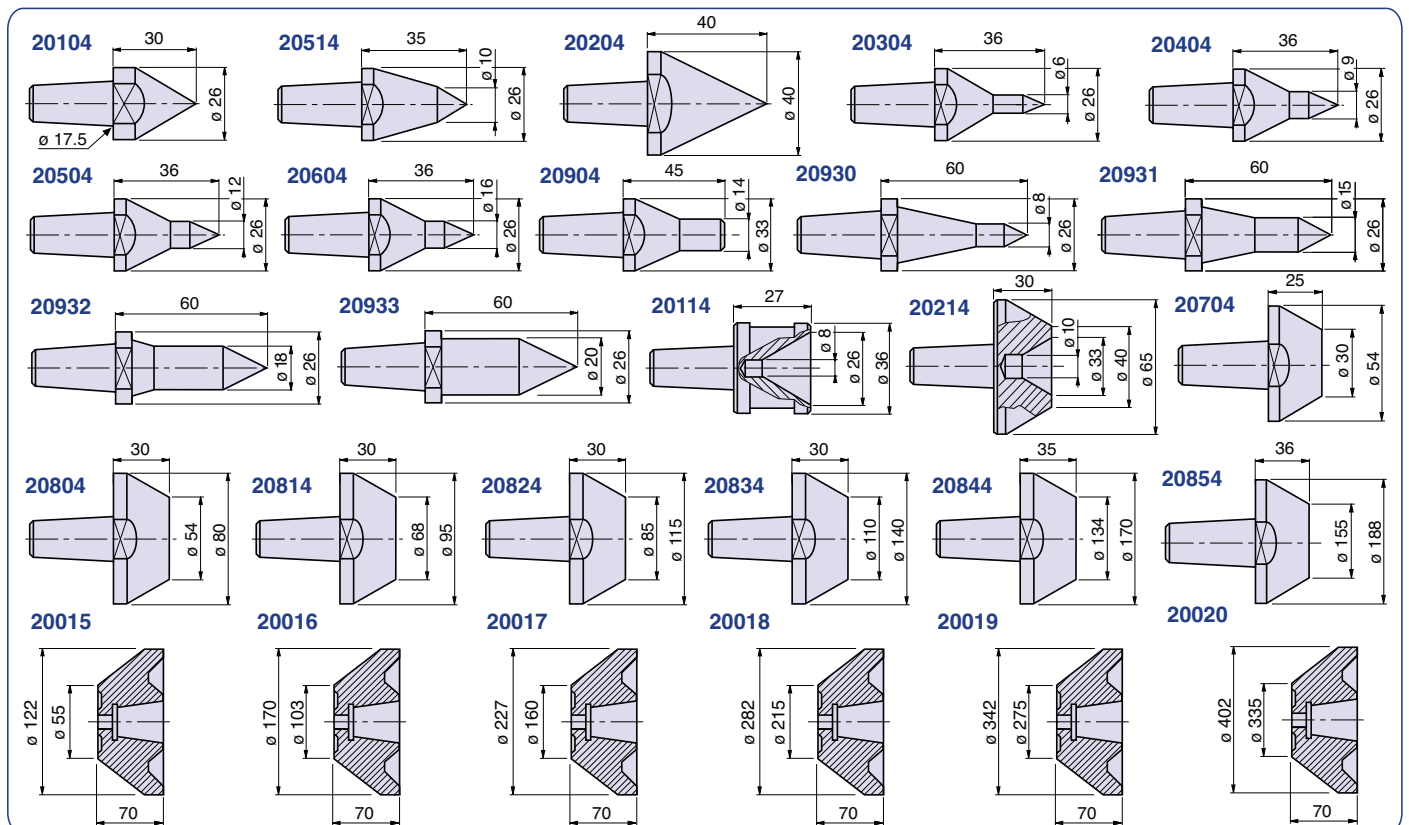 20104
30
ø 26
ø 17.5
20514
35
ø 10
ø 26
20204
40
ø 40
20304
36
ø 6
ø 26
20404
36
ø 9
ø 26
20504
36
ø 12
ø 26
20604
36
ø 16
ø 26
20904
45
ø 14
ø 33
20930
60
ø 8
ø 26
20931
60
ø 15
ø 26
20932
60
ø 18
ø 26
20933
60
ø 20
ø 26
20114
27
ø 8
ø 26
ø 36
20214
30
ø 10
ø 33
ø 40
ø 65
20704
25
ø 30
ø 54
20804
30
ø 54
ø 80
20814
30
ø 68
ø 95
20824
30
ø 85
ø 115
20834
30
ø 110
ø 140
20844
35
ø 134
ø 170
20854
36
ø 155
ø 188
20015
ø 122
ø 55
70
20016
ø 170
ø 103
70
20017
ø 227
ø 160
70
20018
ø 282
ø 215
70
20019
ø 342
ø 275
70
20020
ø 402
ø 335
70